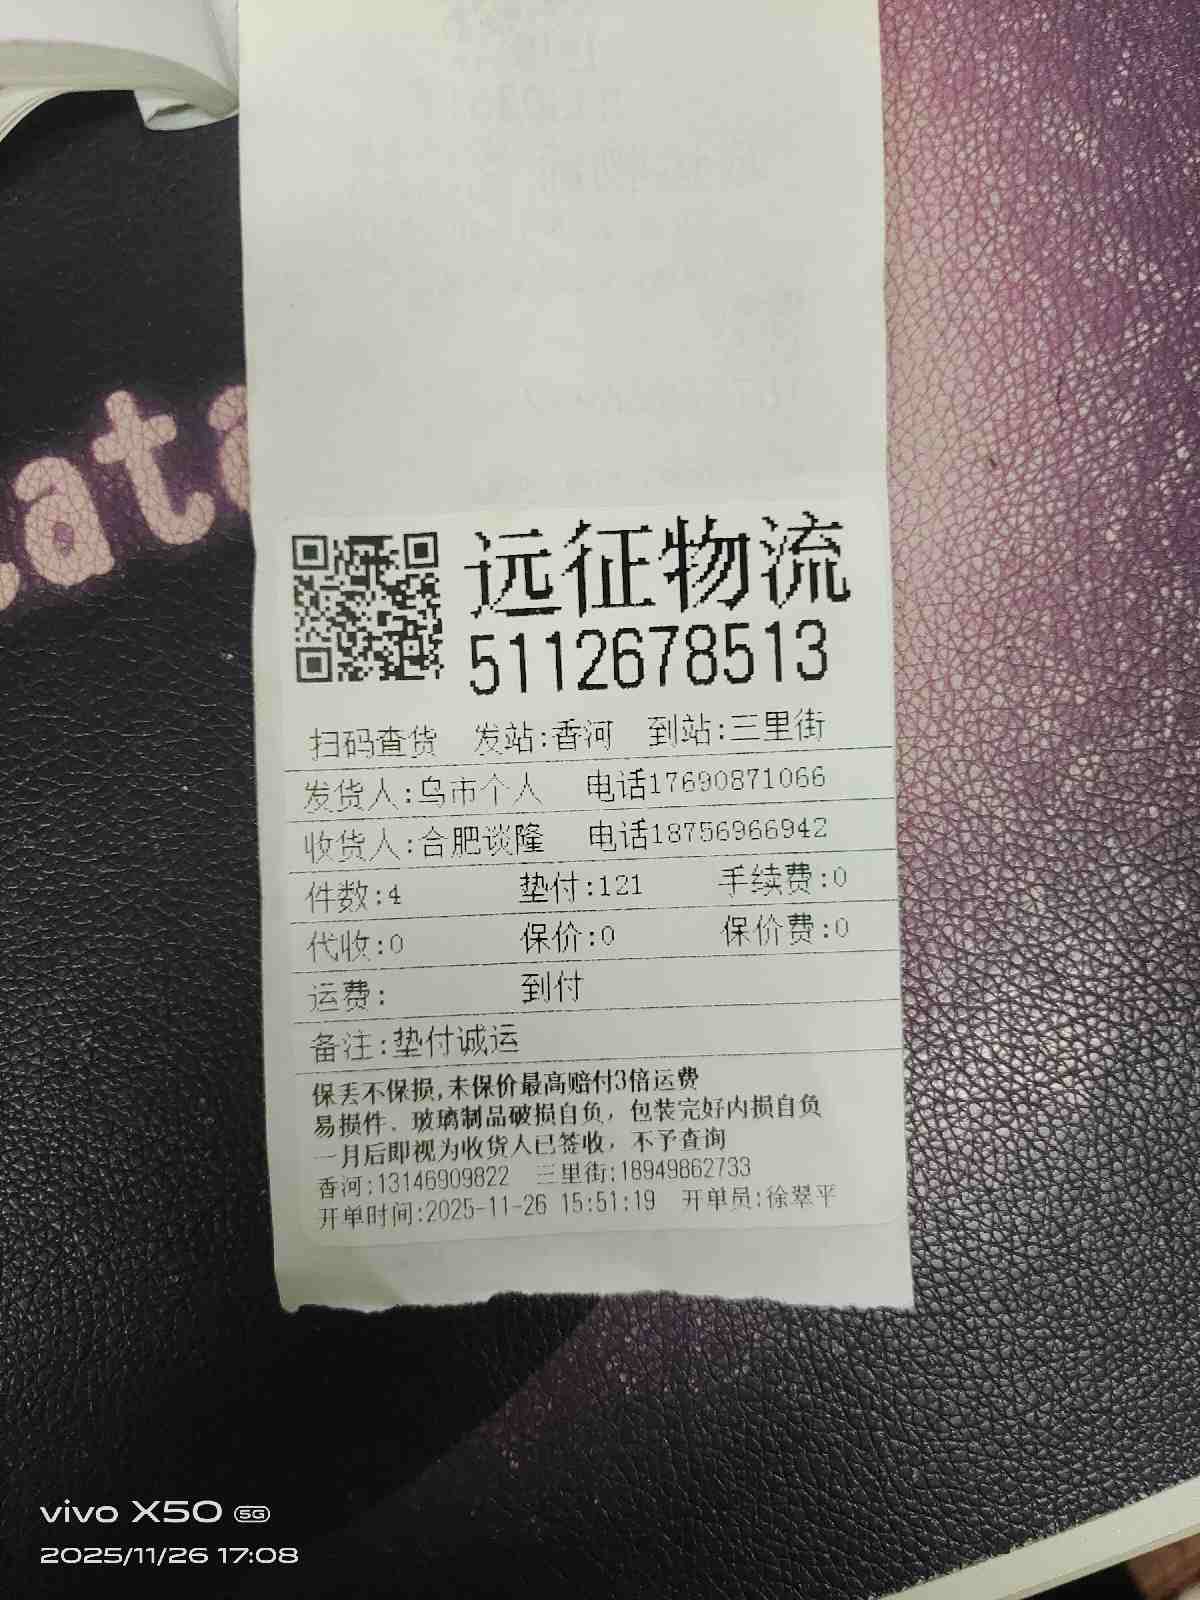 远征物流
5112678513
扫码查货 发站:香河 到站:三里街
发货人:乌市个人 电话17690871066
收货人:合肥谈隆 电话18756966942
件数:4 垫付:121 手续费:0
代收:0 保价:0 保价费:0
运费: 到付
备注:垫付诚运
保丢不保损,未保价最高赔付3倍运费
易损件、玻璃制品破损自负，包装完好内损自负
一月后即视为收货人已签收，不予查询
香河:13146909822 三里街:18949862733
开单时间:2025-11-26 15:51:19 开单员:徐翠平
vivo X50 5G
2025/11/26 17:08